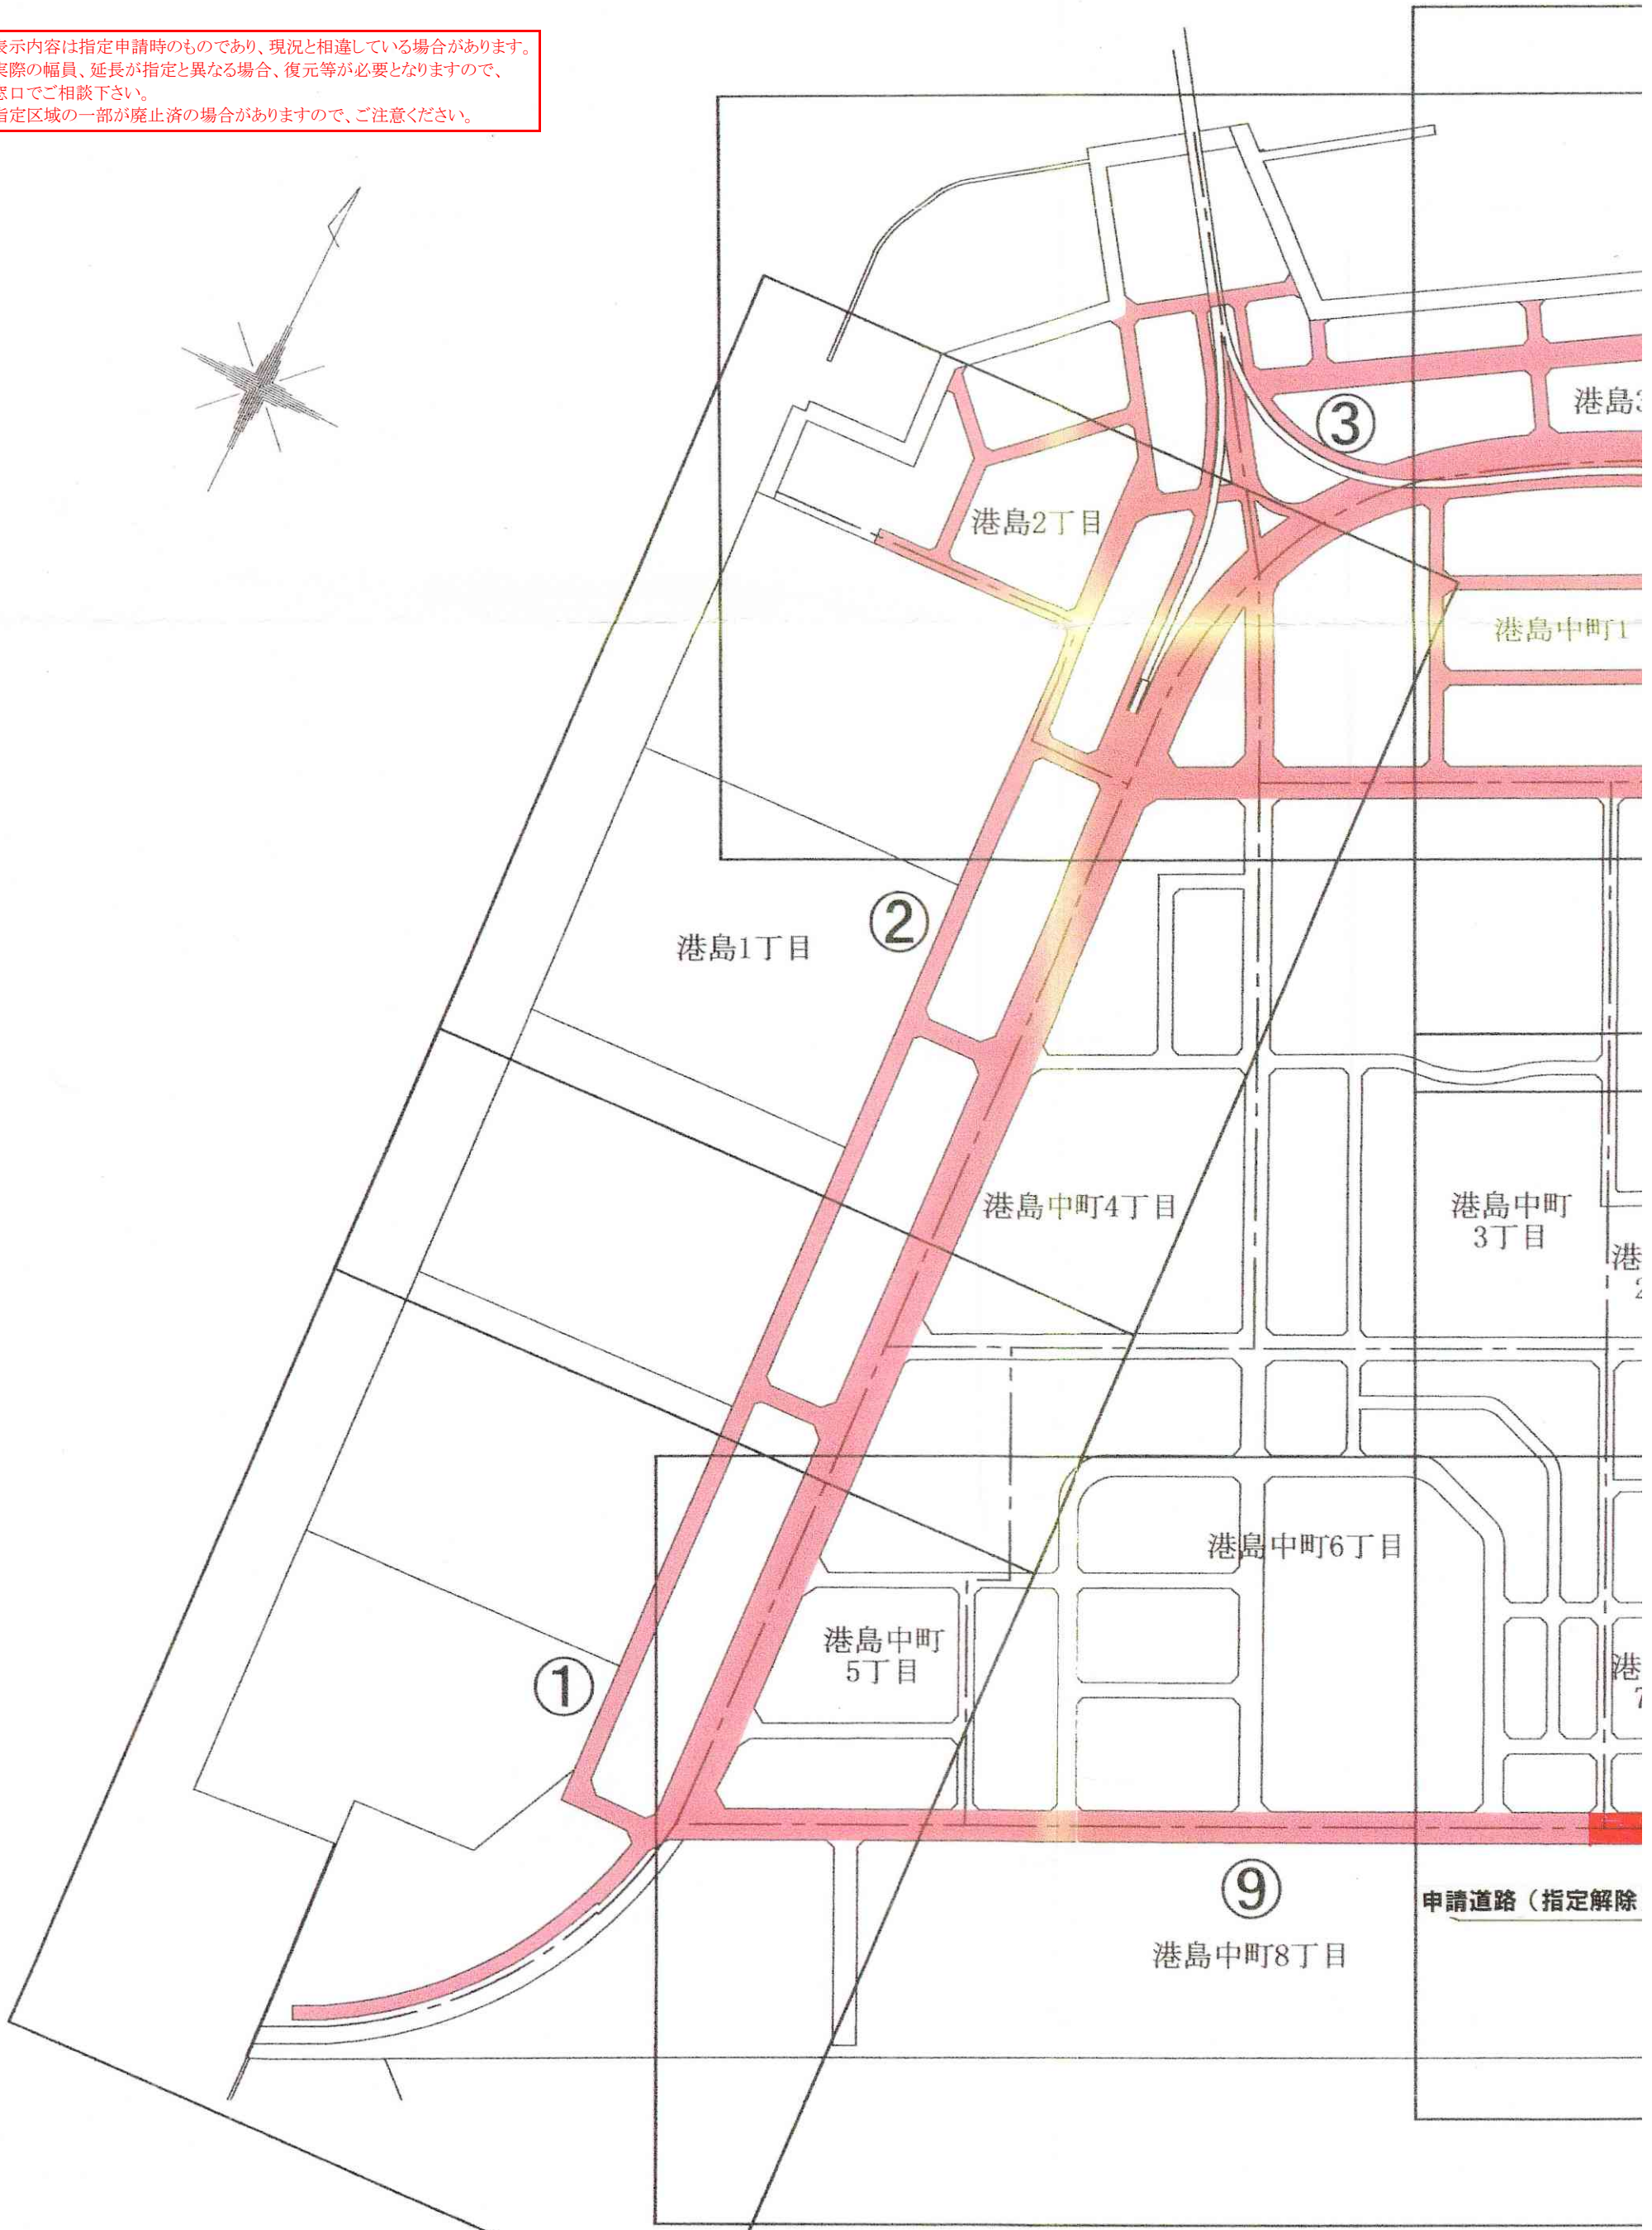 表示内容は指定申請時のものであり、現況と相違している場合があります。
実際の幅員、延長が指定と異なる場合、復元等が必要となりますので、
窓口でご相談下さい。
指定区域の一部が廃止済の場合がありますので、ご注意ください。
港島3
③
港島2丁目
港島中町1
②
港島1丁目
港島中町4丁目
港島中町
3丁目
港
港島中町6丁目
港島中町
5丁目
①
港
7
⑨
申請道路（指定解除
港島中町8丁目